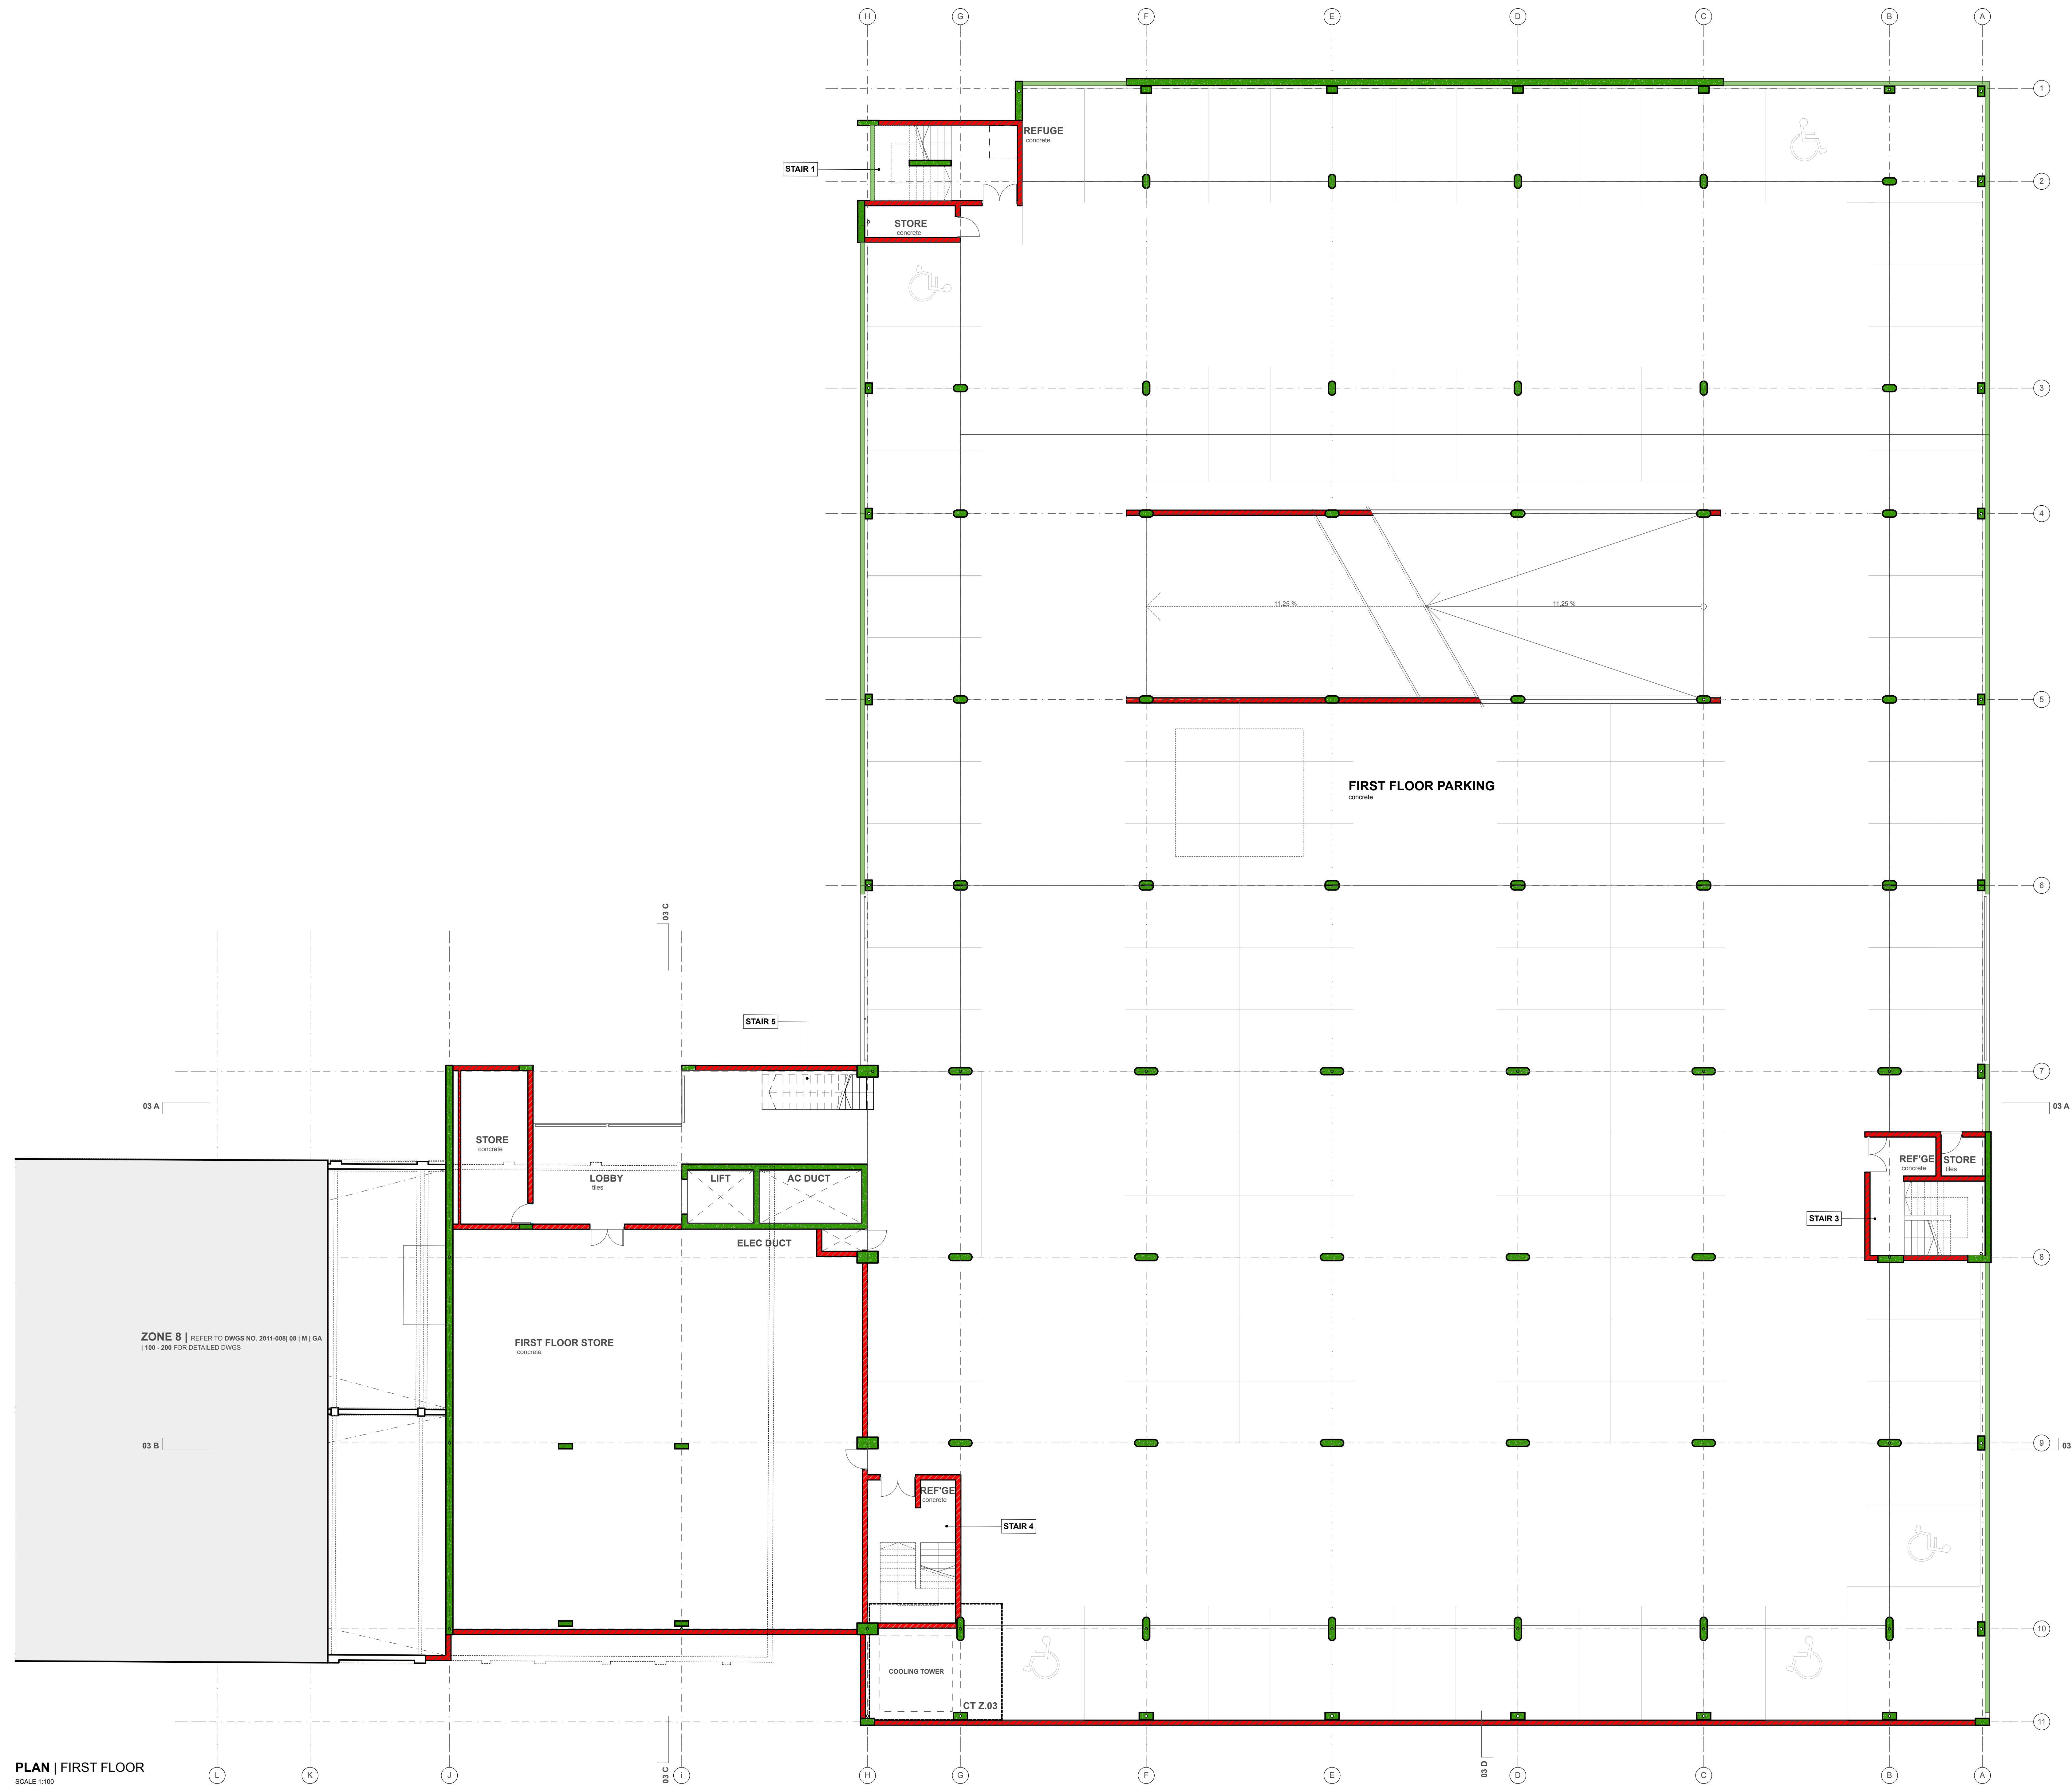 H G F E D C B A
1
REFUGE
concrete
STAIR 1
2
STORE
concrete
3
4
11,25 %
11,25 %
5
FIRST FLOOR PARKING
concrete
6
03 C
STAIR 5
7
03 A
03 A
STORE
concrete
REF'GE
concrete
STORE
tiles
LOBBY
tiles
LIFT
AC DUCT
STAIR 3
ELEC DUCT
8
ZONE 8 | REFER TO DWGS NO. 2011-008| 08 | M | GA
| 100 - 200 FOR DETAILED DWGS
FIRST FLOOR STORE
concrete
03 B
9
03
REF'GE
concrete
STAIR 4
10
COOLING TOWER
CT Z.03
11
PLAN | FIRST FLOOR
SCALE 1:100
03 C
03 D
L K J i H G F E D C B A